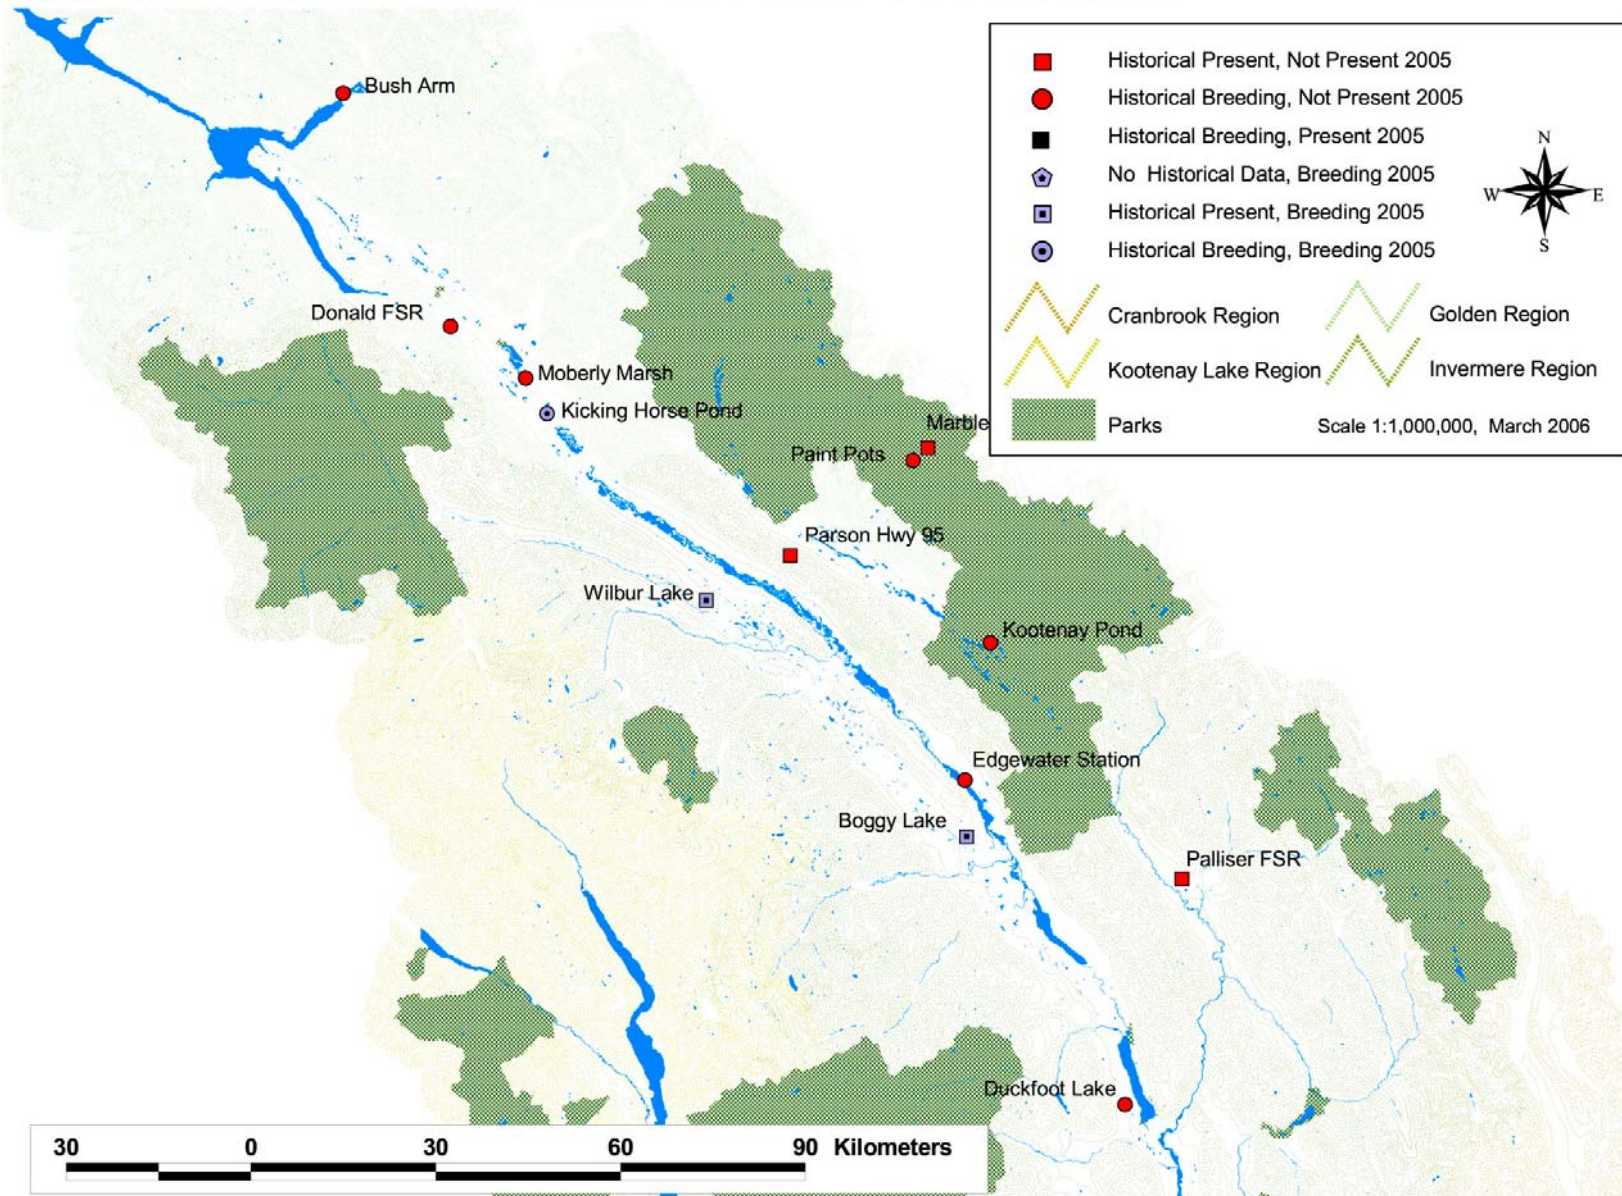 Historical Present, Not Present 2005
Historical Breeding, Not Present 2005
Historical Breeding, Present 2005
No Historical Data, Breeding 2005
Historical Present, Breeding 2005
Historical Breeding, Breeding 2005
N
W
E
S
Cranbrook Region
Golden Region
Kootenay Lake Region
Invermere Region
Parks
Scale 1:1,000,000, March 2006
Bush Arm
Donald FSR
Moberly Marsh
Kicking Horse Pond
Marble
Paint Pots
Parson Hwy 95
Wilbur Lake
Kootenay Pond
Edgewater Station
Boggy Lake
Palliser FSR
Duckfoot Lake
30 0 30 60 90 Kilometers